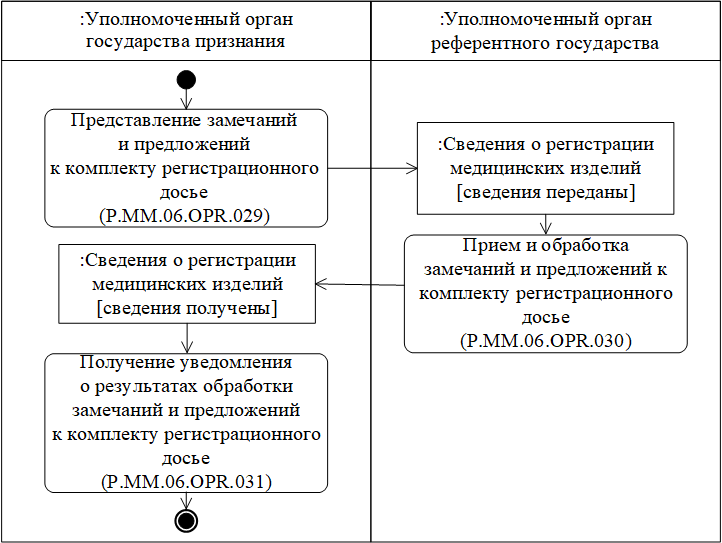 :Уполномоченный орган
государства признания
:Уполномоченный орган
референтного государства
Представление замечаний
и предложений
к комплекту регистрационного
досье
(P.MM.06.OPR.029)
:Сведения о регистрации
медицинских изделий
[сведения переданы]
Прием и обработка
замечаний и предложений к
комплекту регистрационного
досье
(P.MM.06.OPR.030)
:Сведения о регистрации
медицинских изделий
[сведения получены]
Получение уведомления
о результатах обработки
замечаний и предложений
к комплекту регистрационного
досье
(P.MM.06.OPR.031)